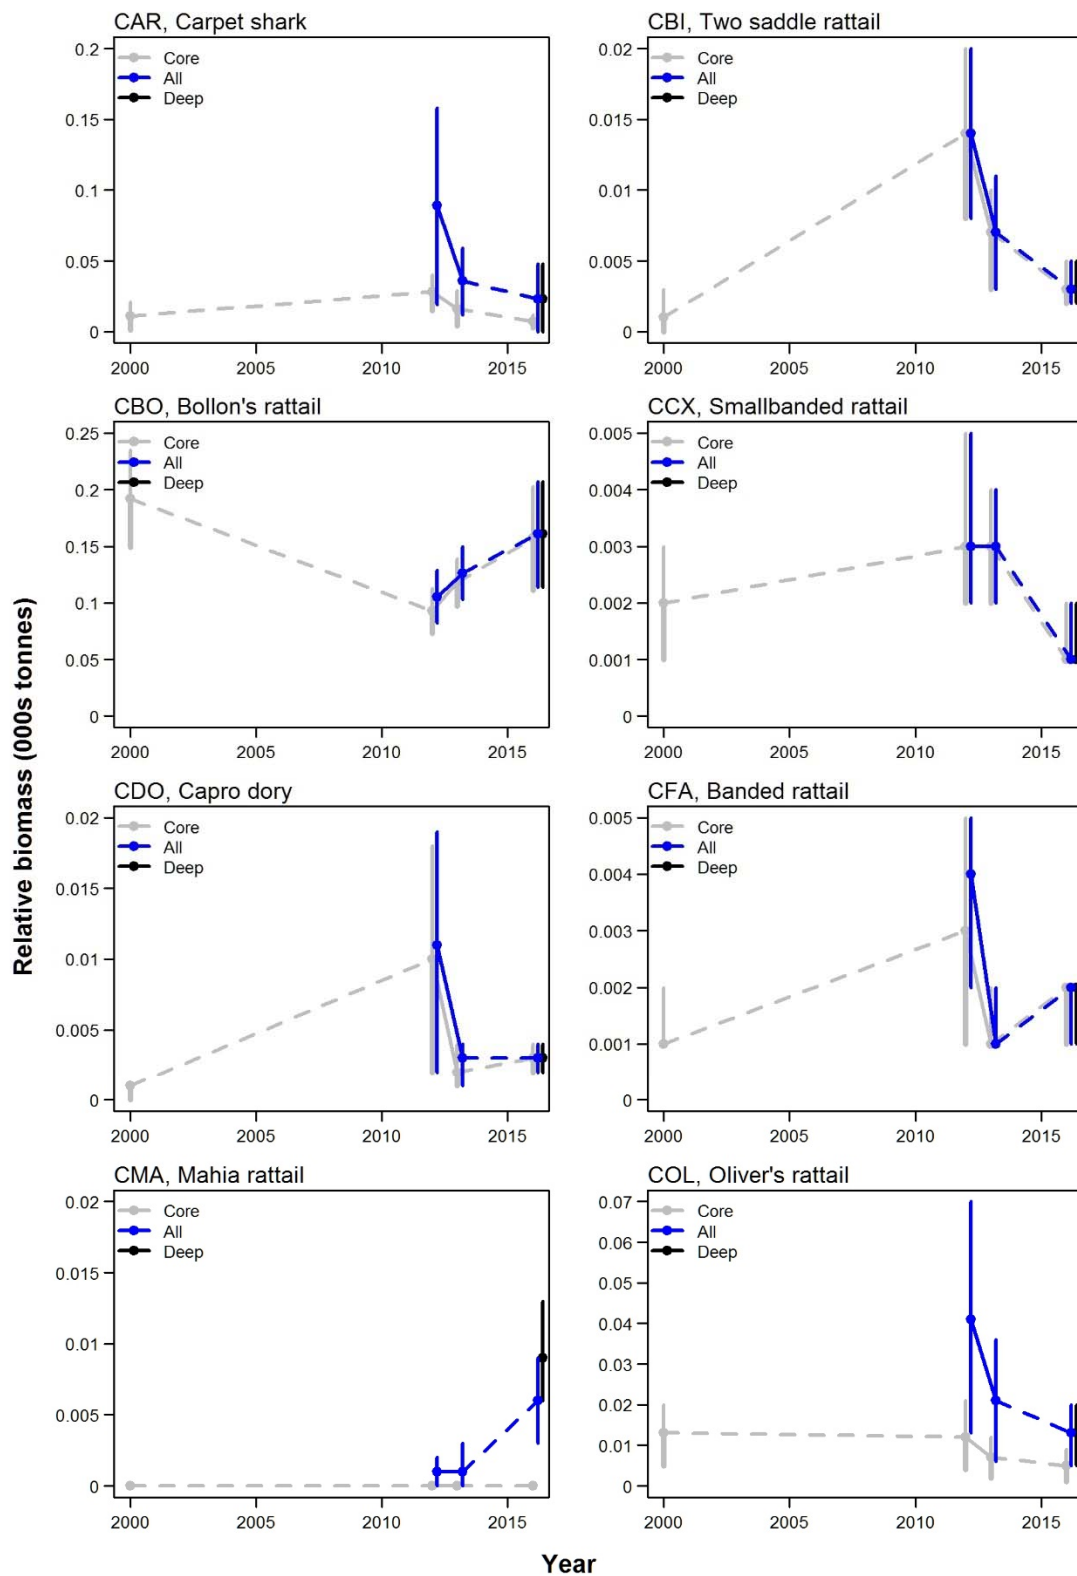 CAR, Carpet shark
Core
All
Deep
0.2
0.15
0.1
0.05
0
2000 2005 2010 2015
CBI, Two saddle rattail
Core
All
Deep
0.02
0.015
0.01
0.005
0
2000 2005 2010 2015
CBO, Bollon's rattail
Core
All
Deep
0.25
0.2
0.15
0.1
0.05
0
2000 2005 2010 2015
CCX, Smallbanded rattail
Core
All
Deep
0.005
0.004
0.003
0.002
0.001
0
2000 2005 2010 2015
CDO, Capro dory
Core
All
Deep
0.02
0.015
0.01
0.005
0
2000 2005 2010 2015
CFA, Banded rattail
Core
All
Deep
0.005
0.004
0.003
0.002
0.001
0
2000 2005 2010 2015
CMA, Mahia rattail
Core
All
Deep
0.02
0.015
0.01
0.005
0
2000 2005 2010 2015
COL, Oliver's rattail
Core
All
Deep
0.07
0.06
0.05
0.04
0.03
0.02
0.01
0
2000 2005 2010 2015
Relative biomass (000s tonnes)
Year